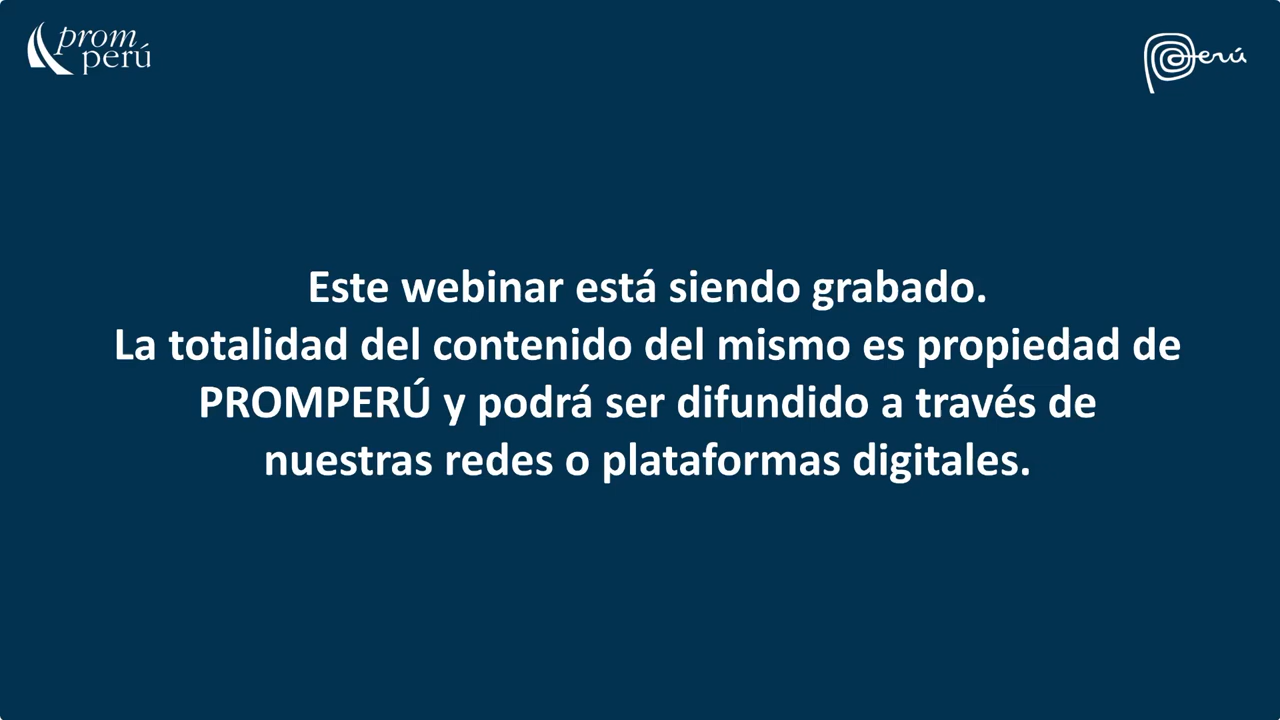 prom
perú
Perú
Este webinar está siendo grabado.
La totalidad del contenido del mismo es propiedad de
PROMPERÚ y podrá ser difundido a través de
nuestras redes o plataformas digitales.